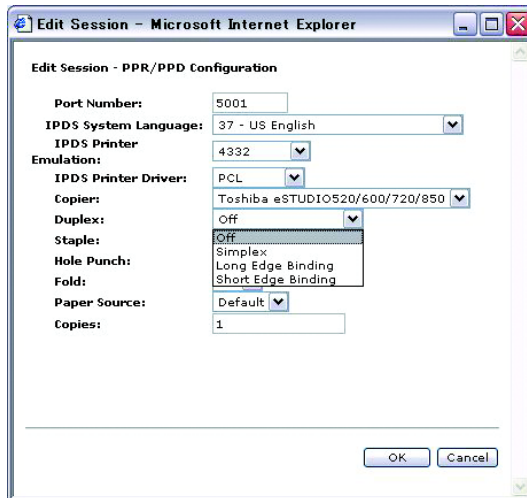 Edit Session - Microsoft Internet Explorer
Edit Session - PPR/PPD Configuration
Port Number: 5001
IPDS System Language: 37 - US English
IPDS Printer
Emulation: 4332
IPDS Printer Driver: PCL
Copier: Toshiba eSTUDIO520/600/720/850
Duplex: Off
Staple: Off
Simplex
Hole Punch: Long Edge Binding
Fold: Short Edge Binding
Paper Source: Default
Copies: 1
OK Cancel